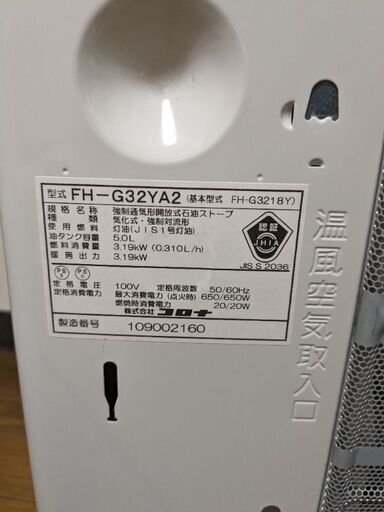 型式 FH-G32YA2 (基本型式 FH-G3218Y)
規格名称 強制通気形開放式石油ストーブ
種類 気化式・強制対流形
使用燃料 灯油(JIS1号灯油)
油タンク容量 5.0L
燃料消費量 3.19kW (0.310L/h)
暖房出力 3.19kW
認証
JHIA
JIS S 2036
PSE
PSC
定格電圧 100V 定格周波数 50/60Hz
定格消費電力 最大消費電力 (点火時) 650/650W
燃焼時消費電力 20/20W
株式会社 コロナ
製造番号 109002160
温風空気取入口